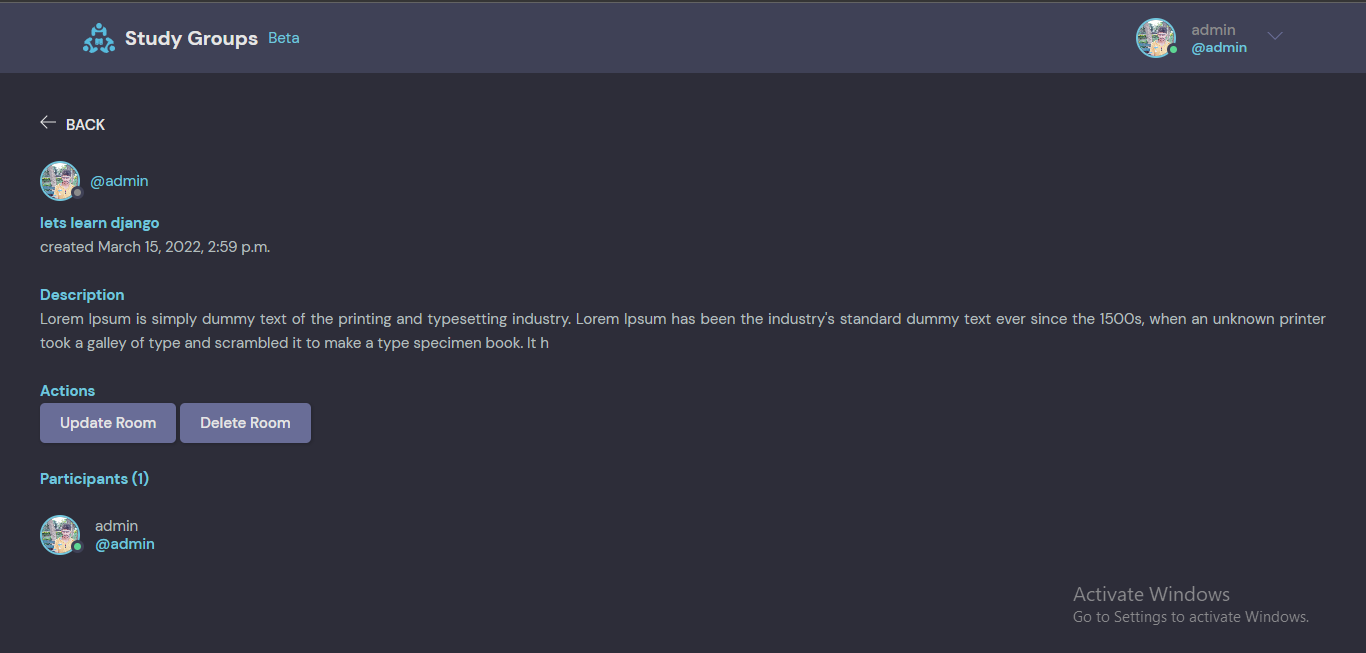 Study Groups Beta
admin
@admin
BACK
@admin
lets learn django
created March 15, 2022, 2:59 p.m.
Description
Lorem Ipsum is simply dummy text of the printing and typesetting industry. Lorem Ipsum has been the industry's standard dummy text ever since the 1500s, when an unknown printer
took a galley of type and scrambled it to make a type specimen book. It h
Actions
Update Room Delete Room
Participants (1)
admin
@admin
Activate Windows
Go to Settings to activate Windows.